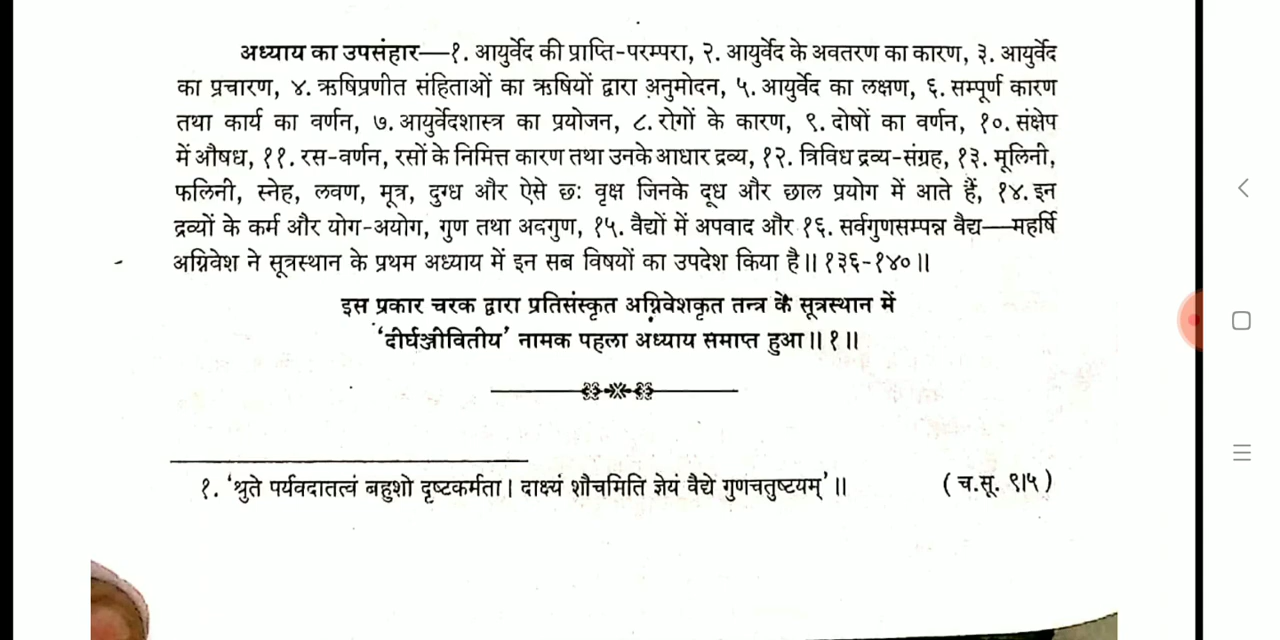 अध्याय का उपसंहार—१. आयुर्वेद की प्राप्ति-परम्परा, २. आयुर्वेद के अवतरण का कारण, ३. आयुर्वेद
का प्रचारण, ४. ऋषिप्रणीत संहिताओं का ऋषियों द्वारा अनुमोदन, ५. आयुर्वेद का लक्षण, ६. सम्पूर्ण कारण
तथा कार्य का वर्णन, ७. आयुर्वेदशास्त्र का प्रयोजन, ८. रोगों के कारण, ९. दोषों का वर्णन, १०. संक्षेप
में औषध, ११. रस-वर्णन, रसों के निमित्त कारण तथा उनके आधार द्रव्य, १२. त्रिविध द्रव्य-संग्रह, १३. मूलिनी,
फलिनी, स्नेह, लवण, मूत्र, दुग्ध और ऐसे छः वृक्ष जिनके दूध और छाल प्रयोग में आते हैं, १४. इन
द्रव्यों के कर्म और योग-अयोग, गुण तथा अवगुण, १५. वैद्यों में अपवाद और १६. सर्वगुणसम्पन्न वैद्य—महर्षि
अग्निवेश ने सूत्रस्थान के प्रथम अध्याय में इन सब विषयों का उपदेश किया है॥ १३६-१४०॥
इस प्रकार चरक द्वारा प्रतिसंस्कृत अग्निवेशकृत तन्त्र के सूत्रस्थान में
'दीर्घञ्जीवितीय' नामक पहला अध्याय समाप्त हुआ॥ १॥
१. 'श्रुते पर्यवदातत्वं बहुशो दृष्टकर्मता। दाक्ष्यं शौचमिति ज्ञेयं वैद्ये गुणचतुष्टयम्'॥ (च.सू. ९।५)